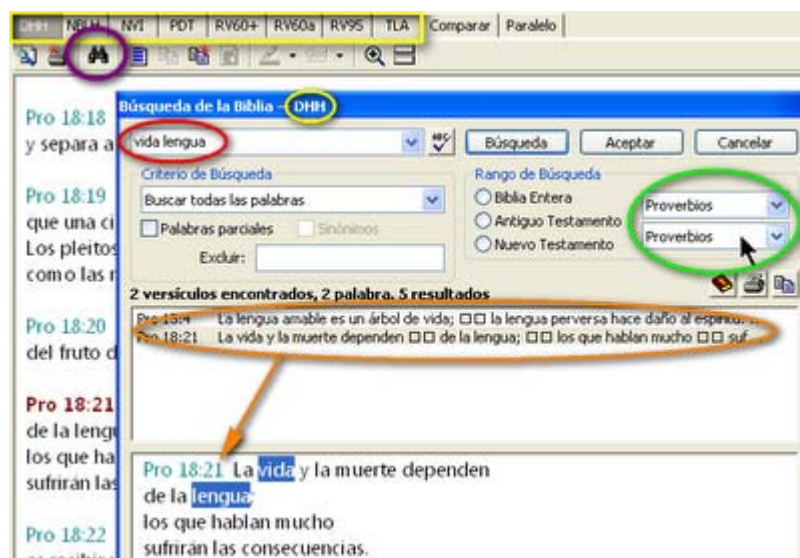 DHH NBLH NVI PDT RV60+ RV60a RV95 TLA Comparar Paralelo
Búsqueda de la Biblia -- DHH
vida lengua
ABC
Búsqueda Aceptar Cancelar
Criterio de Búsqueda
Buscar todas las palabras
Palabras parciales Sinónimos
Excluir:
Rango de Búsqueda
Biblia Entera
Antiguo Testamento
Nuevo Testamento
Proverbios
Proverbios
2 versículos encontrados, 2 palabra. 5 resultados
Pro 15:4 La lengua amable es un árbol de vida; □□ la lengua perversa hace daño al espíritu. ...
Pro 18:21 La vida y la muerte dependen □□ de la lengua; □□ los que hablan mucho □□ suf...
Pro 18:21 La vida y la muerte dependen
de la lengua;
los que hablan mucho
sufrirán las consecuencias.
Pro 18:18
y separa a
Pro 18:19
que una ci
Los pleitos
como las r
Pro 18:20
del fruto d
Pro 18:21
de la lengu
los que ha
sufrirán las
Pro 18:22